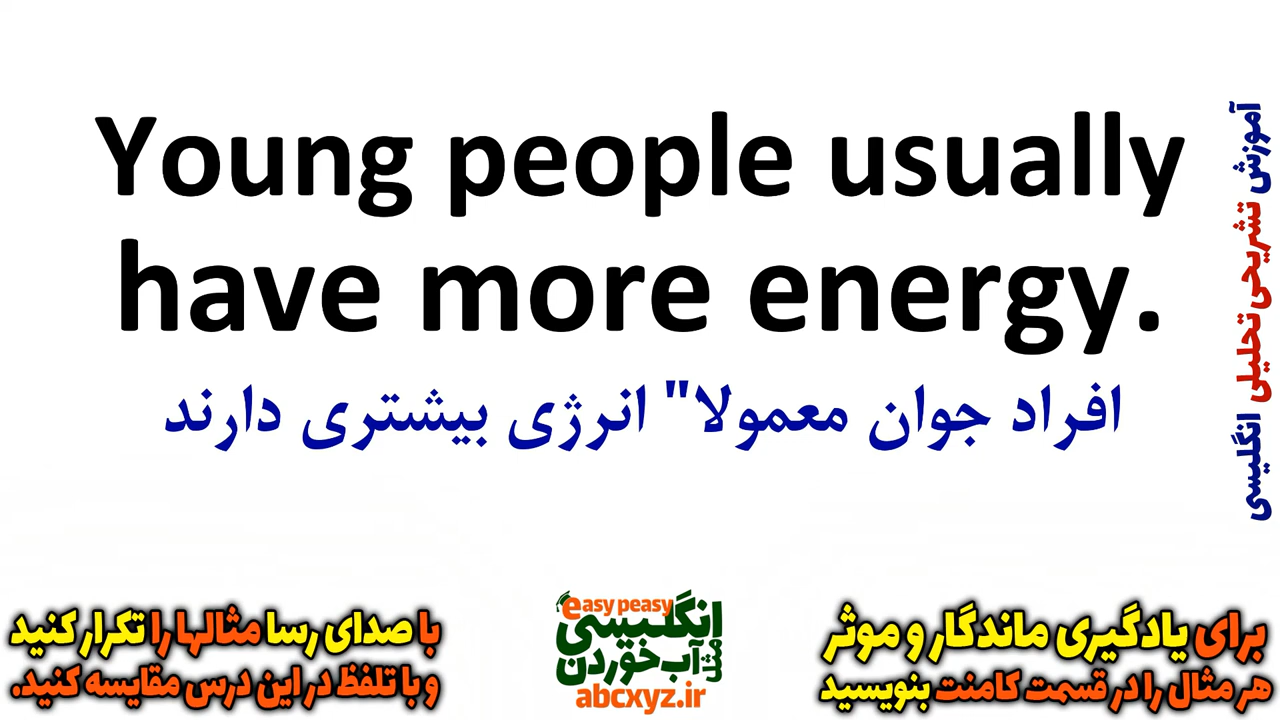 Young people usually
have more energy.
افراد جوان معمولا" انرژی بیشتری دارند
آموزش تشریحی تحلیلی انگلیسی
برای یادگیری ماندگار و موثر
هر مثال را در قسمت کامنت بنویسید
easy peasy
انگلیسی
مثل آب خوردن
abcxyz.ir
با صدای رسا مثالها را تکرار کنید
و با تلفظ در این درس مقایسه کنید.